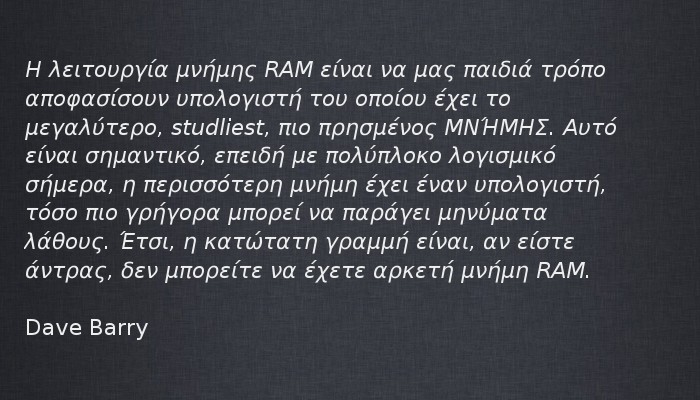 Η λειτουργία μνήμης RAM είναι να μας παιδιά τρόπο
αποφασίσουν υπολογιστή του οποίου έχει το
μεγαλύτερο, studliest, πιο πρησμένος ΜΝΉΜΗΣ. Αυτό
είναι σημαντικό, επειδή με πολύπλοκο λογισμικό
σήμερα, η περισσότερη μνήμη έχει έναν υπολογιστή,
τόσο πιο γρήγορα μπορεί να παράγει μηνύματα
λάθους. Έτσι, η κατώτατη γραμμή είναι, αν είστε
άντρας, δεν μπορείτε να έχετε αρκετή μνήμη RAM.
Dave Barry